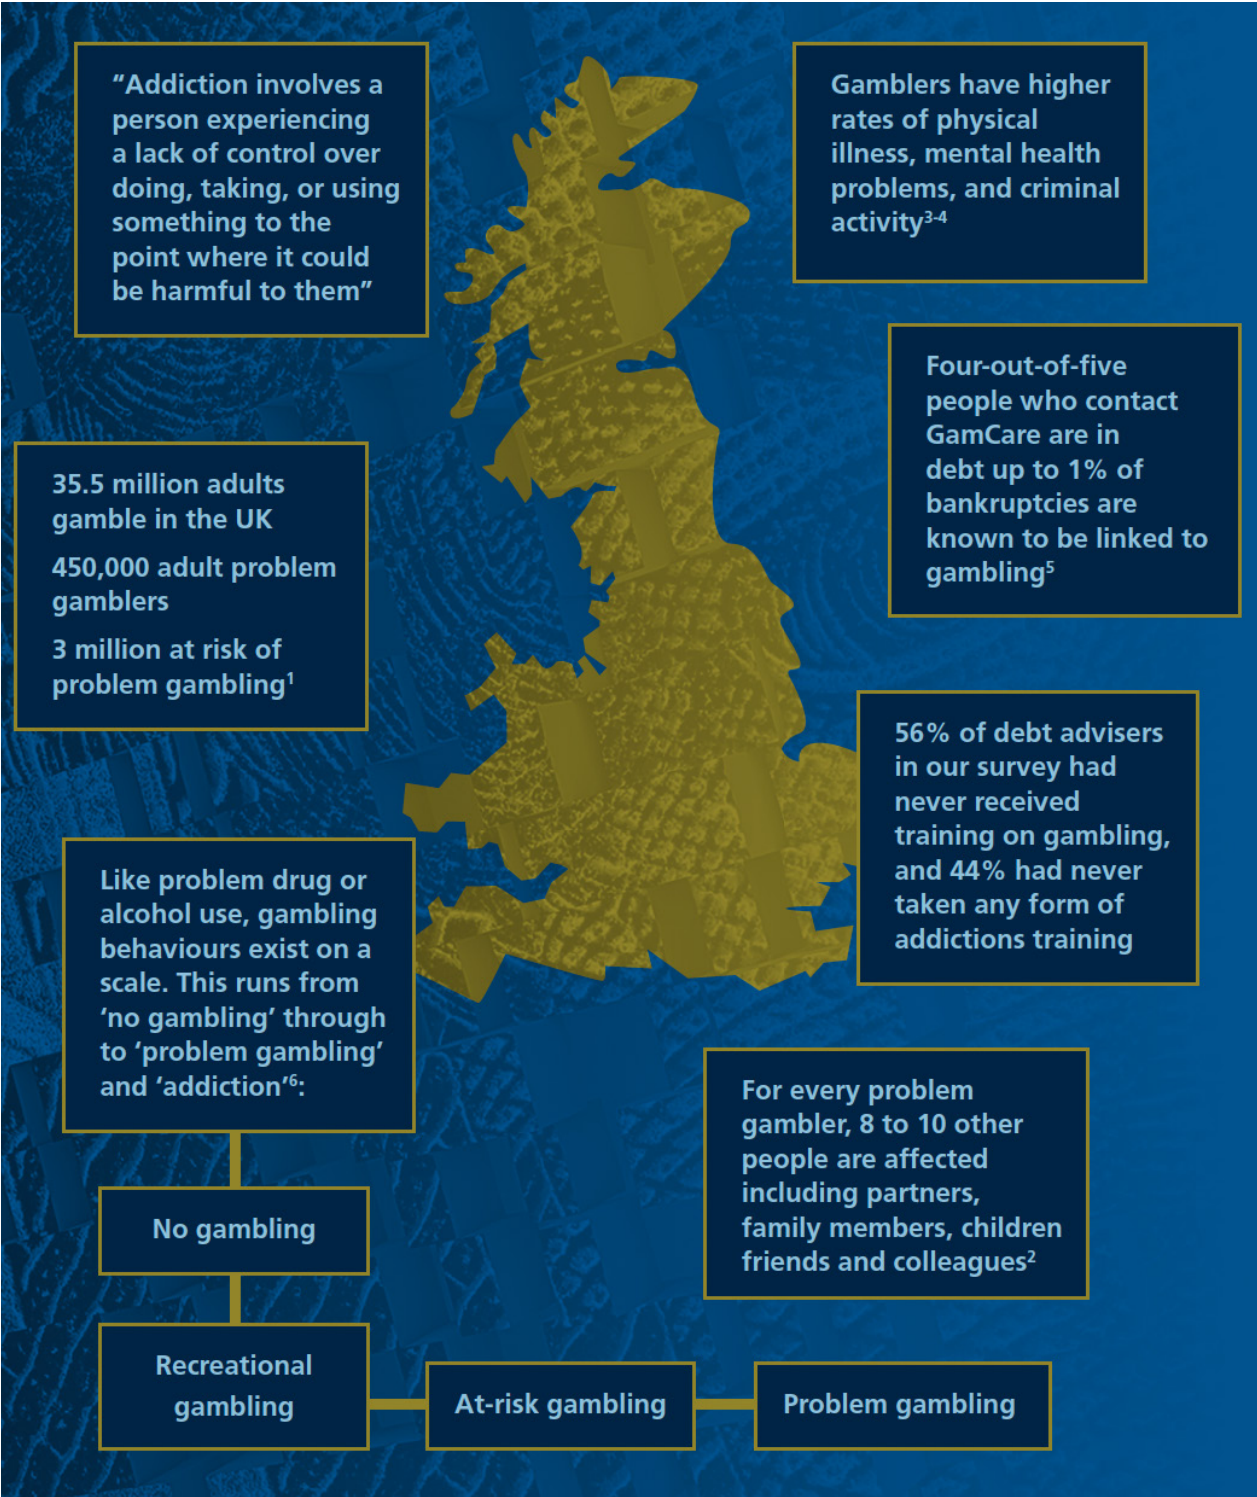 “Addiction involves a
person experiencing
a lack of control over
doing, taking, or using
something to the
point where it could
be harmful to them”
Gamblers have higher
rates of physical
illness, mental health
problems, and criminal
activity3-4
Four-out-of-five
people who contact
GamCare are in
debt up to 1% of
bankruptcies are
known to be linked to
gambling5
35.5 million adults
gamble in the UK
450,000 adult problem
gamblers
3 million at risk of
problem gambling1
56% of debt advisers
in our survey had
never received
training on gambling,
and 44% had never
taken any form of
addictions training
Like problem drug or
alcohol use, gambling
behaviours exist on a
scale. This runs from
‘no gambling’ through
to ‘problem gambling’
and ‘addiction’6:
For every problem
gambler, 8 to 10 other
people are affected
including partners,
family members, children
friends and colleagues2
No gambling
Recreational
gambling
At-risk gambling
Problem gambling